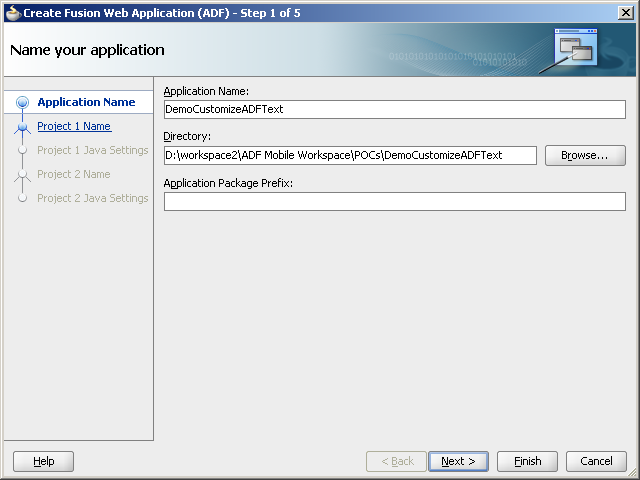 Create Fusion Web Application (ADF) - Step 1 of 5
Name your application
Application Name
Project 1 Name
Project 1 Java Settings
Project 2 Name
Project 2 Java Settings
Application Name:
DemoCustomizeADFText
Directory:
D:\workspace2\ADF Mobile Workspace\POCs\DemoCustomizeADFText
Browse...
Application Package Prefix:
Help
< Back
Next >
Finish
Cancel